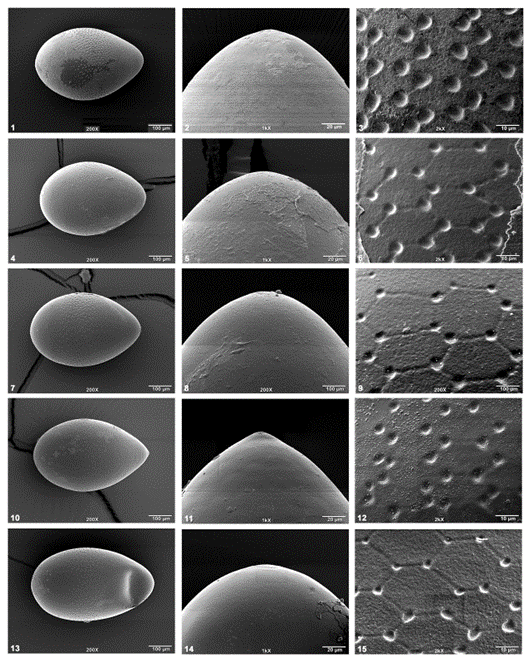 1 200X 100 µm
2 1kX 20 µm
3 2kX 10 µm
4 200X 100 µm
5 1kX 20 µm
6 2kX 10 µm
7 200X 100 µm
8 200X 100 µm
9 200X 100 µm
10 200X 100 µm
11 1kX 20 µm
12 2kX 10 µm
13 200X 100 µm
14 1kX 20 µm
15 2kX 10 µm